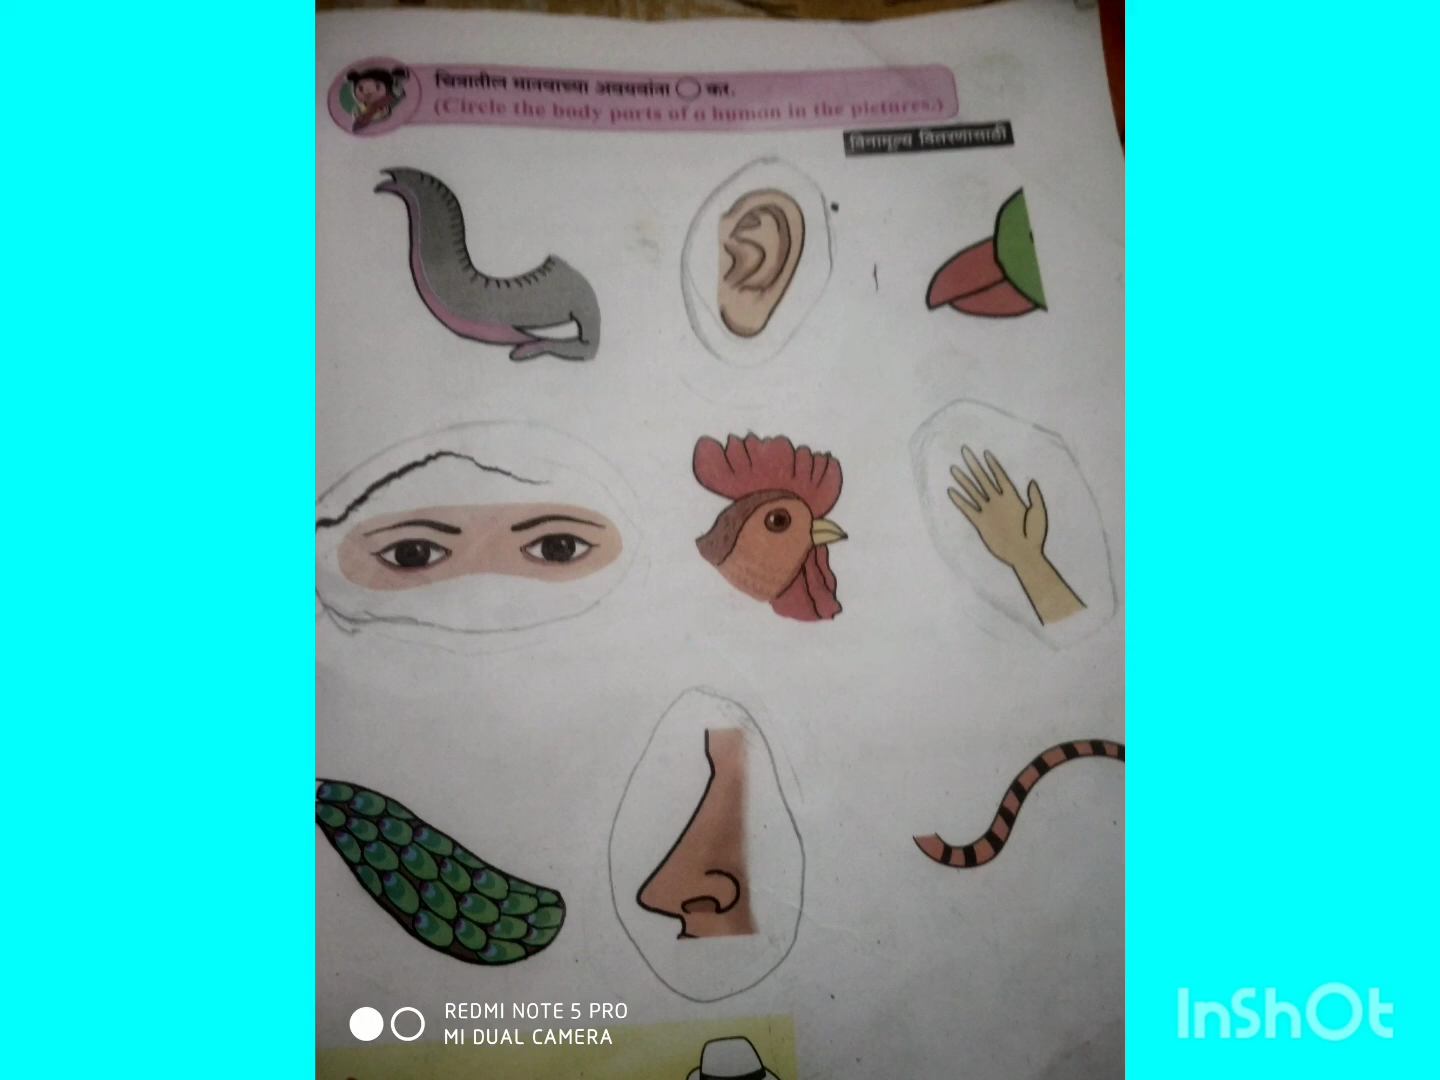 चित्रातील मानवाच्या अवयवांना ◯ कर.
(Circle the body parts of a human in the pictures.)
विनामूल्य वितरणासाठी
REDMI NOTE 5 PRO
MI DUAL CAMERA
InShOt